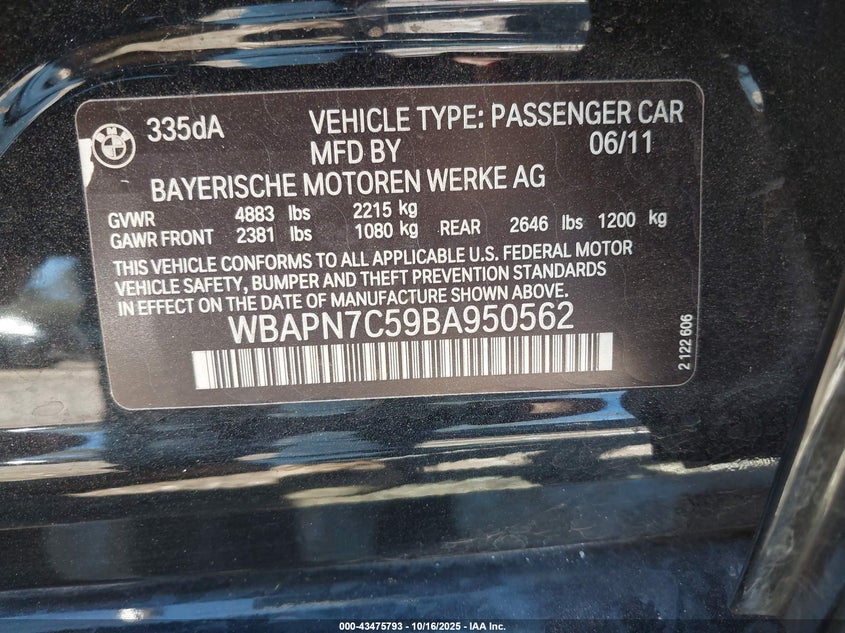 BMW
335dA VEHICLE TYPE: PASSENGER CAR
MFD BY 06/11
BAYERISCHE MOTOREN WERKE AG
GVWR 4883 lbs 2215 kg
GAWR FRONT 2381 lbs 1080 kg REAR 2646 lbs 1200 kg
THIS VEHICLE CONFORMS TO ALL APPLICABLE U.S. FEDERAL MOTOR
VEHICLE SAFETY, BUMPER AND THEFT PREVENTION STANDARDS
IN EFFECT ON THE DATE OF MANUFACTURE SHOWN ABOVE.
WBAPN7C59BA950562
2 122 606
000-43475793 - 10/16/2025 - IAA Inc.